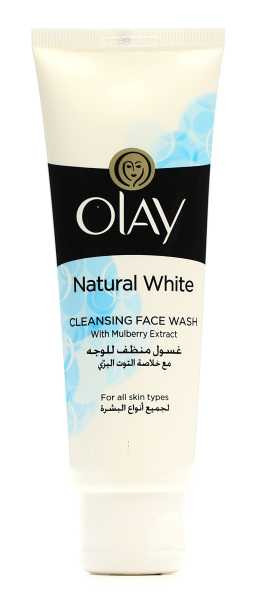 OLAY
Natural White
CLEANSING FACE WASH
With Mulberry Extract
غسول منظف للوجه
مع خلاصة التوت البرّي
For all skin types
لجميع أنواع البشرة